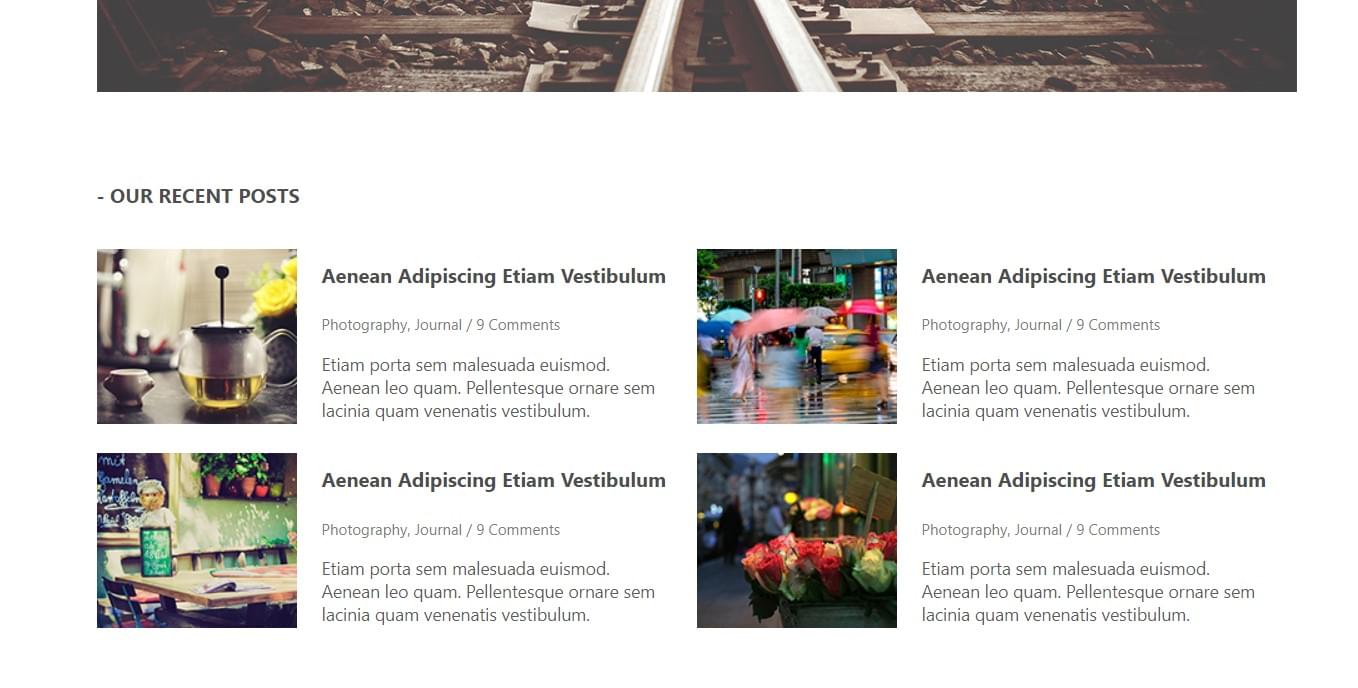 - OUR RECENT POSTS
Aenean Adipiscing Etiam Vestibulum
Photography, Journal / 9 Comments
Etiam porta sem malesuada euismod.
Aenean leo quam. Pellentesque ornare sem
lacinia quam venenatis vestibulum.
Aenean Adipiscing Etiam Vestibulum
Photography, Journal / 9 Comments
Etiam porta sem malesuada euismod.
Aenean leo quam. Pellentesque ornare sem
lacinia quam venenatis vestibulum.
mit
Aenean Adipiscing Etiam Vestibulum
Photography, Journal / 9 Comments
Etiam porta sem malesuada euismod.
Aenean leo quam. Pellentesque ornare sem
lacinia quam venenatis vestibulum.
Aenean Adipiscing Etiam Vestibulum
Photography, Journal / 9 Comments
Etiam porta sem malesuada euismod.
Aenean leo quam. Pellentesque ornare sem
lacinia quam venenatis vestibulum.